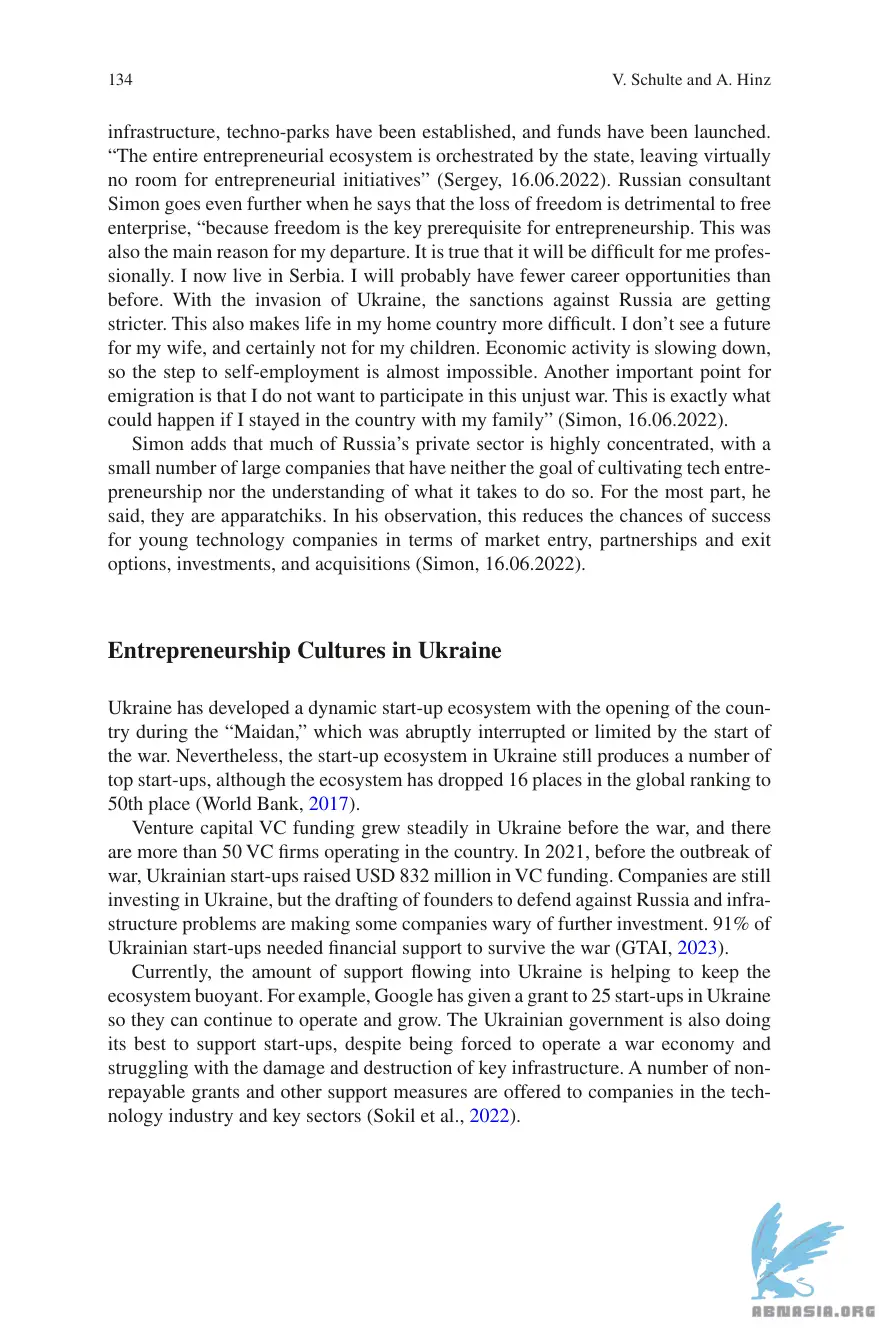 134
V. Schulte and A. Hinz
infrastructure, techno-parks have been established, and funds have been launched.
“The entire entrepreneurial ecosystem is orchestrated by the state, leaving virtually
no room for entrepreneurial initiatives” (Sergey, 16.06.2022). Russian consultant
Simon goes even further when he says that the loss of freedom is detrimental to free
enterprise, “because freedom is the key prerequisite for entrepreneurship. This was
also the main reason for my departure. It is true that it will be difficult for me profes-
sionally. I now live in Serbia. I will probably have fewer career opportunities than
before. With the invasion of Ukraine, the sanctions against Russia are getting
stricter. This also makes life in my home country more difficult. I don’t see a future
for my wife, and certainly not for my children. Economic activity is slowing down,
so the step to self-employment is almost impossible. Another important point for
emigration is that I do not want to participate in this unjust war. This is exactly what
could happen if I stayed in the country with my family” (Simon, 16.06.2022).
Simon adds that much of Russia’s private sector is highly concentrated, with a
small number of large companies that have neither the goal of cultivating tech entre-
preneurship nor the understanding of what it takes to do so. For the most part, he
said, they are apparatchiks. In his observation, this reduces the chances of success
for young technology companies in terms of market entry, partnerships and exit
options, investments, and acquisitions (Simon, 16.06.2022).
Entrepreneurship Cultures in Ukraine
Ukraine has developed a dynamic start-up ecosystem with the opening of the coun-
try during the “Maidan,” which was abruptly interrupted or limited by the start of
the war. Nevertheless, the start-up ecosystem in Ukraine still produces a number of
top start-ups, although the ecosystem has dropped 16 places in the global ranking to
50th place (World Bank, 2017).
Venture capital VC funding grew steadily in Ukraine before the war, and there
are more than 50 VC firms operating in the country. In 2021, before the outbreak of
war, Ukrainian start-ups raised USD 832 million in VC funding. Companies are still
investing in Ukraine, but the drafting of founders to defend against Russia and infra-
structure problems are making some companies wary of further investment. 91% of
Ukrainian start-ups needed financial support to survive the war (GTAI, 2023).
Currently, the amount of support flowing into Ukraine is helping to keep the
ecosystem buoyant. For example, Google has given a grant to 25 start-ups in Ukraine
so they can continue to operate and grow. The Ukrainian government is also doing
its best to support start-ups, despite being forced to operate a war economy and
struggling with the damage and destruction of key infrastructure. A number of non-
repayable grants and other support measures are offered to companies in the tech-
nology industry and key sectors (Sokil et al., 2022).
ABNASIA.ORG